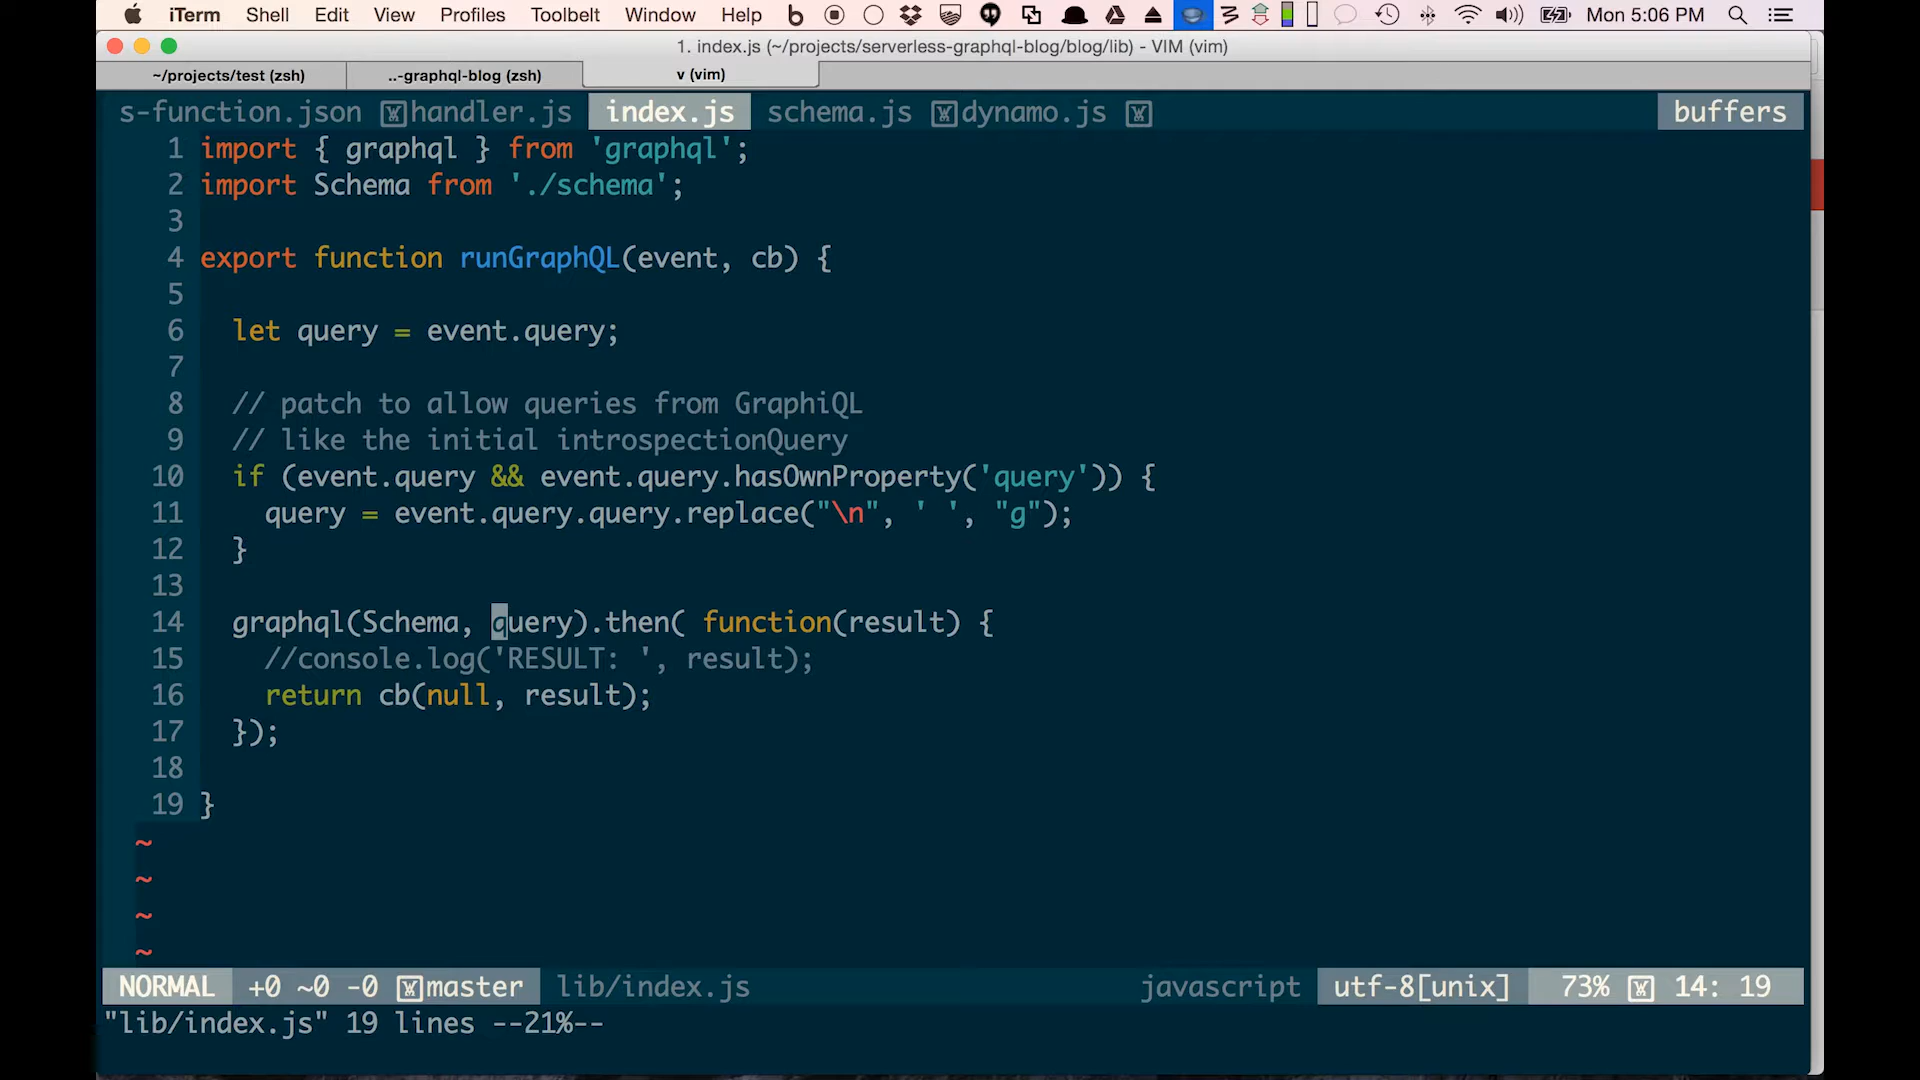 iTerm Shell Edit View Profiles Toolbelt Window Help Mon 5:06 PM
1. index.js (~/projects/serverless-graphql-blog/blog/lib) - VIM (vim)
~/projects/test (zsh) ..-graphql-blog (zsh) v (vim)
s-function.json handler.js index.js schema.js dynamo.js buffers
1 import { graphql } from 'graphql';
2 import Schema from './schema';
3
4 export function runGraphQL(event, cb) {
5
6 let query = event.query;
7
8 // patch to allow queries from GraphiQL
9 // like the initial introspectionQuery
10 if (event.query && event.query.hasOwnProperty('query')) {
11 query = event.query.query.replace("\n", ' ', "g");
12 }
13
14 graphql(Schema, query).then( function(result) {
15 //console.log('RESULT: ', result);
16 return cb(null, result);
17 });
18
19 }
~
~
~
~
NORMAL +0 ~0 -0 master lib/index.js javascript utf-8[unix] 73% 14: 19
"lib/index.js" 19 lines --21%--